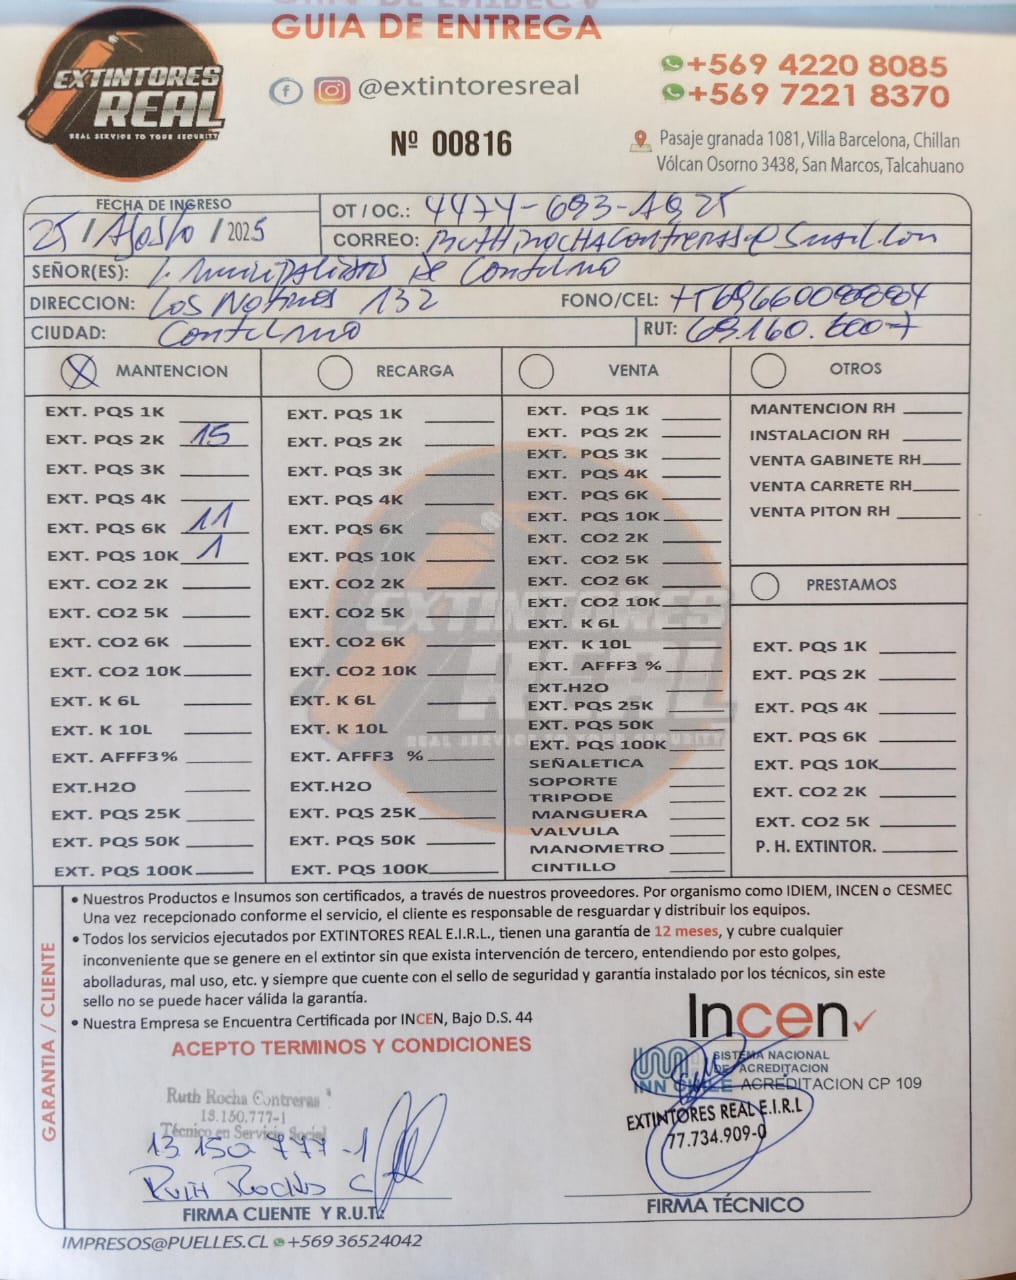 GUIA DE ENTREGA
EXTINTORES
REAL
REAL SERVICE TO YOUR SECURITY
@extintoresreal
+569 4220 8085
+569 7221 8370
Nº 00816
Pasaje granada 1081, Villa Barcelona, Chillan
Vólcan Osorno 3438, San Marcos, Talcahuano
FECHA DE INGRESO
25 / Agosto / 2025
OT / OC.: 4474-693-AG25
CORREO:
SEÑOR(ES): I. Municipalidad de Contulmo
DIRECCION: Los Notros 132
FONO/CEL:
CIUDAD: Contulmo
RUT: 69.160.600-7
MANTENCION
EXT. PQS 1K
EXT. PQS 2K 15
EXT. PQS 3K
EXT. PQS 4K
EXT. PQS 6K 11
EXT. PQS 10K 1
EXT. CO2 2K
EXT. CO2 5K
EXT. CO2 6K
EXT. CO2 10K
EXT. K 6L
EXT. K 10L
EXT. AFFF3%
EXT.H2O
EXT. PQS 25K
EXT. PQS 50K
EXT. PQS 100K
RECARGA
EXT. PQS 1K
EXT. PQS 2K
EXT. PQS 3K
EXT. PQS 4K
EXT. PQS 6K
EXT. PQS 10K
EXT. CO2 2K
EXT. CO2 5K
EXT. CO2 6K
EXT. CO2 10K
EXT. K 6L
EXT. K 10L
EXT. AFFF3 %
EXT.H2O
EXT. PQS 25K
EXT. PQS 50K
EXT. PQS 100K
VENTA
EXT. PQS 1K
EXT. PQS 2K
EXT. PQS 3K
EXT. PQS 4K
EXT. PQS 6K
EXT. PQS 10K
EXT. CO2 2K
EXT. CO2 5K
EXT. CO2 6K
EXT. CO2 10K
EXT. K 6L
EXT. K 10L
EXT. AFFF3 %
EXT.H2O
EXT. PQS 25K
EXT. PQS 50K
EXT. PQS 100K
SEÑALETICA
SOPORTE
TRIPODE
MANGUERA
VALVULA
MANOMETRO
CINTILLO
OTROS
MANTENCION RH
INSTALACION RH
VENTA GABINETE RH
VENTA CARRETE RH
VENTA PITON RH
PRESTAMOS
EXT. PQS 1K
EXT. PQS 2K
EXT. PQS 4K
EXT. PQS 6K
EXT. PQS 10K
EXT. CO2 2K
EXT. CO2 5K
P. H. EXTINTOR.
EXTINTORES
REAL
REAL SERVICE TO YOUR SECURITY
GARANTIA / CLIENTE
• Nuestros Productos e Insumos son certificados, a través de nuestros proveedores. Por organismo como IDIEM, INCEN o CESMEC
Una vez recepcionado conforme el servicio, el cliente es responsable de resguardar y distribuir los equipos.
• Todos los servicios ejecutados por EXTINTORES REAL E.I.R.L., tienen una garantía de 12 meses, y cubre cualquier
inconveniente que se genere en el extintor sin que exista intervención de tercero, entendiendo por esto golpes,
abolladuras, mal uso, etc. y siempre que cuente con el sello de seguridad y garantía instalado por los técnicos, sin este
sello no se puede hacer válida la garantía.
• Nuestra Empresa se Encuentra Certificada por INCEN, Bajo D.S. 44
ACEPTO TERMINOS Y CONDICIONES
Incen
SISTEMA NACIONAL
DE ACREDITACION
INN CHILE ACREDITACION CP 109
Ruth Rocha Contreras
13.150.777-1
Técnico en Servicio Social
13 150 777-1
Ruth Rocha C
FIRMA CLIENTE Y R.U.T.
EXTINTORES REAL E.I.R.L
77.734.909-0
FIRMA TÉCNICO
IMPRESOS@PUELLES.CL +569 36524042